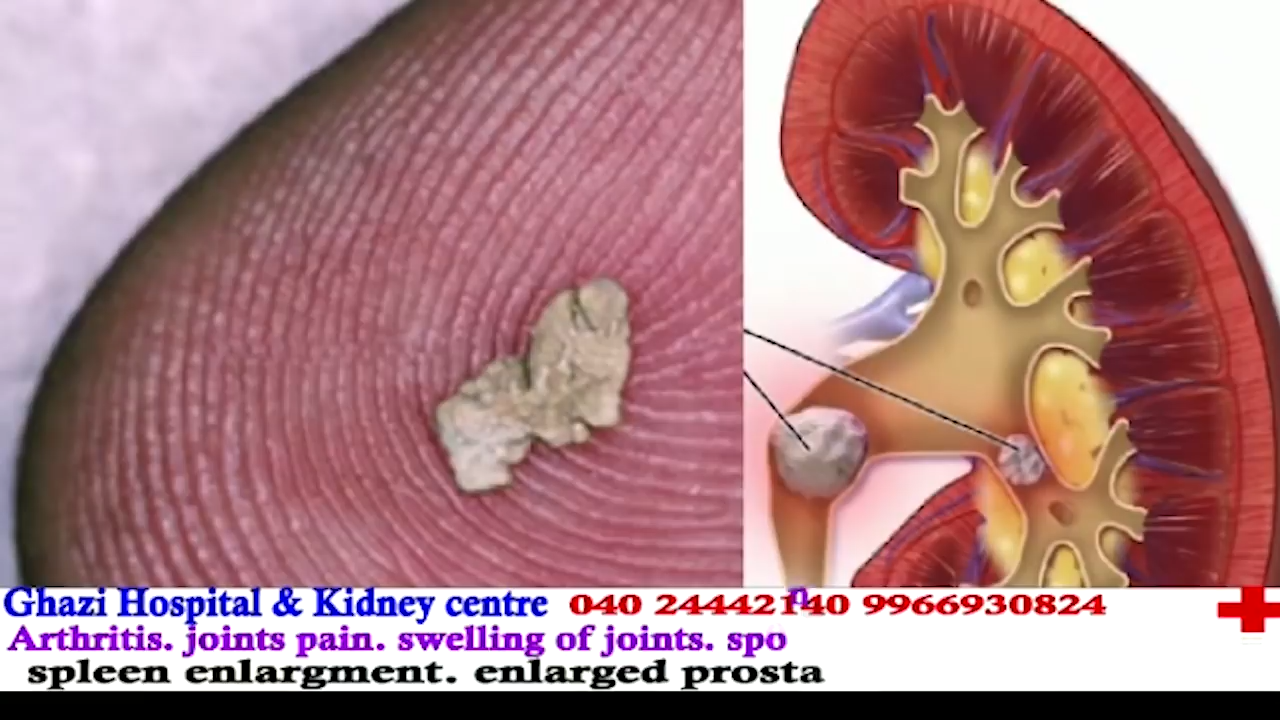 Ghazi Hospital & Kidney centre 040 24442140 9966930824
Arthritis. joints pain. swelling of joints. spo
spleen enlargment. enlarged prosta